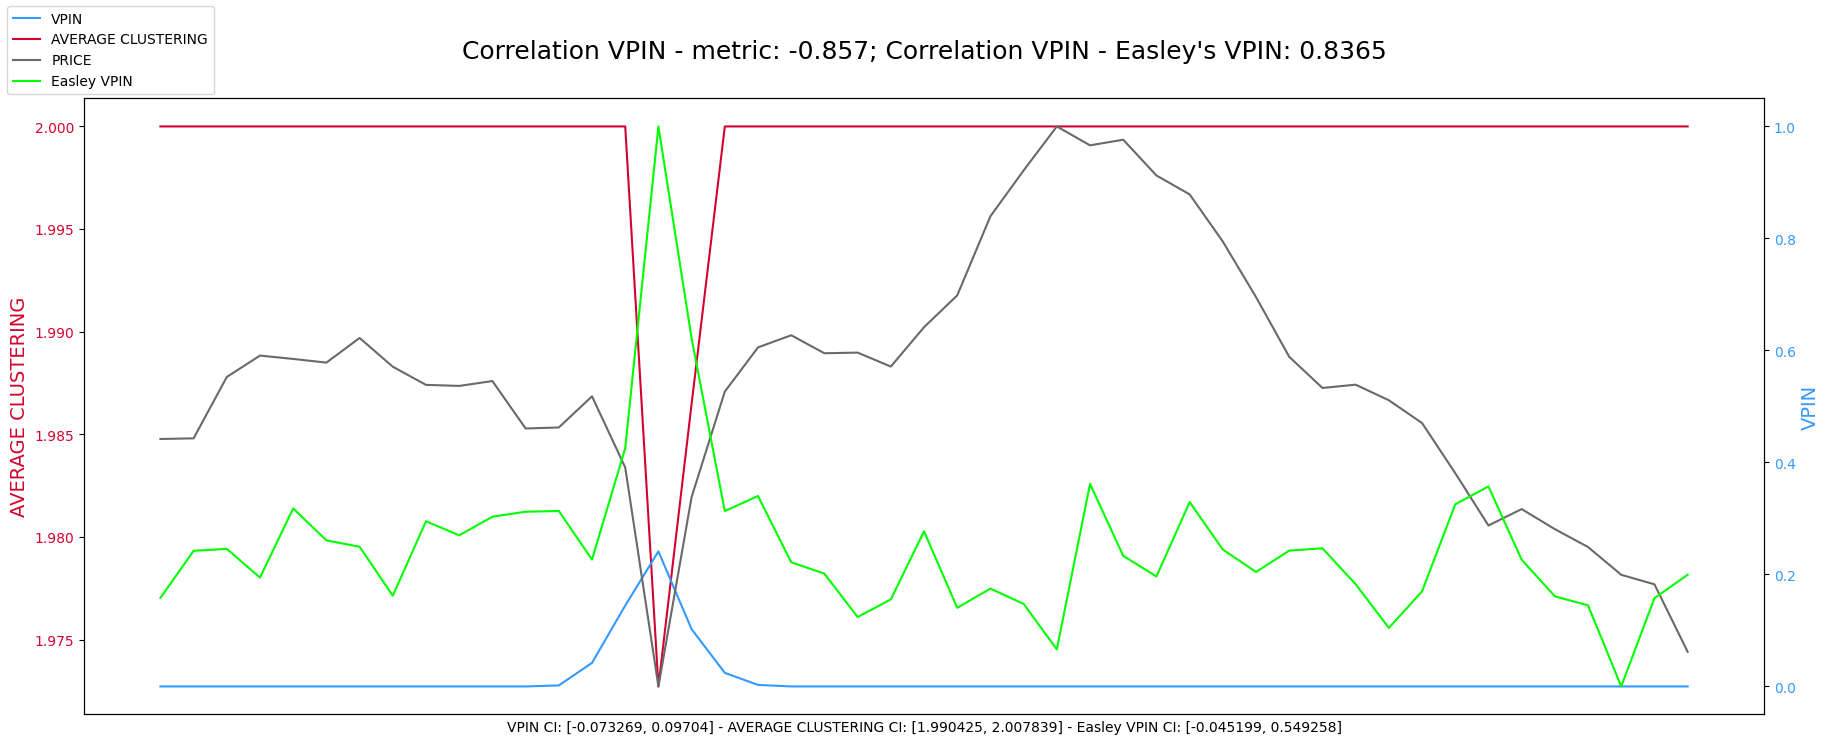 VPIN
AVERAGE CLUSTERING
PRICE
Easley VPIN
Correlation VPIN - metric: -0.857; Correlation VPIN - Easley's VPIN: 0.8365
AVERAGE CLUSTERING
2.000
1.995
1.990
1.985
1.980
1.975
1.0
0.8
0.6
0.4
0.2
0.0
VPIN
VPIN CI: [-0.073269, 0.09704] - AVERAGE CLUSTERING CI: [1.990425, 2.007839] - Easley VPIN CI: [-0.045199, 0.549258]